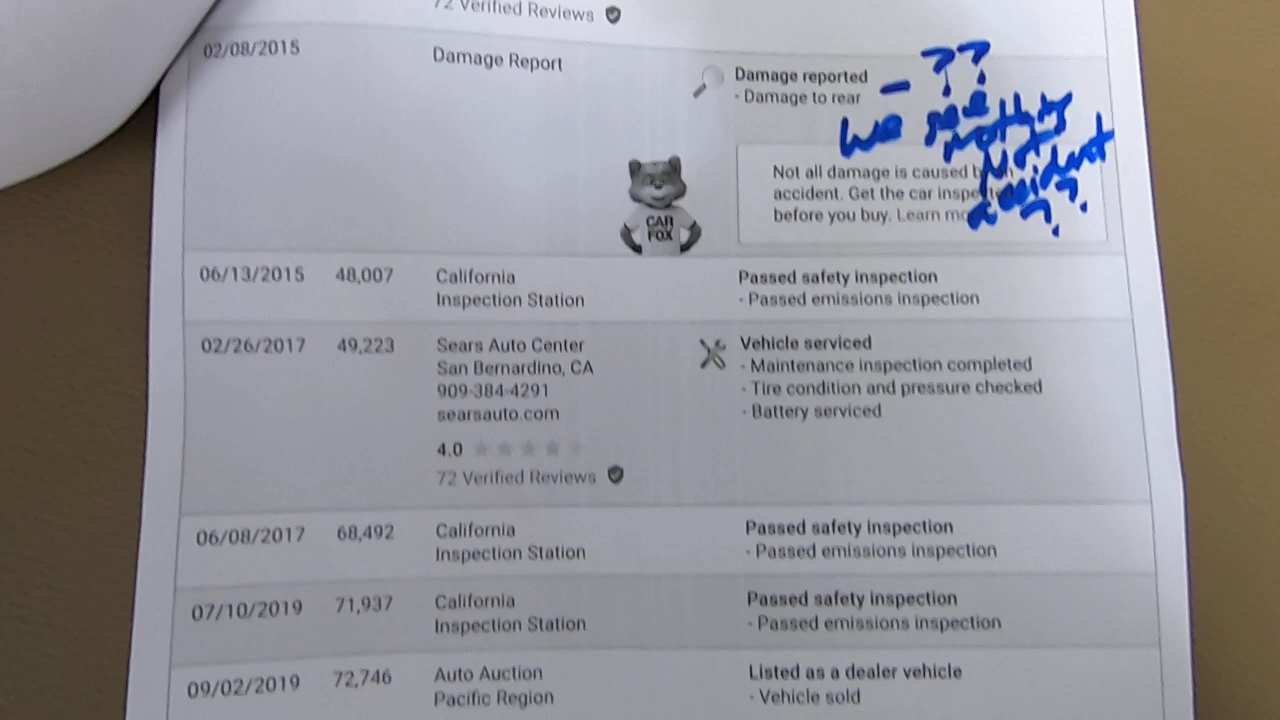 72 Verified Reviews
02/08/2015 Damage Report Damage reported
- Damage to rear
- ??
We see
nothing
Not
accident
??
Not all damage is caused by an
accident. Get the car inspected
before you buy. Learn mo
CAR
FOX
06/13/2015 48,007 California Passed safety inspection
Inspection Station - Passed emissions inspection
02/26/2017 49,223 Sears Auto Center Vehicle serviced
San Bernardino, CA - Maintenance inspection completed
909-384-4291 - Tire condition and pressure checked
searsauto.com - Battery serviced
4.0
72 Verified Reviews
06/08/2017 68,492 California Passed safety inspection
Inspection Station - Passed emissions inspection
07/10/2019 71,937 California Passed safety inspection
Inspection Station - Passed emissions inspection
09/02/2019 72,746 Auto Auction Listed as a dealer vehicle
Pacific Region - Vehicle sold